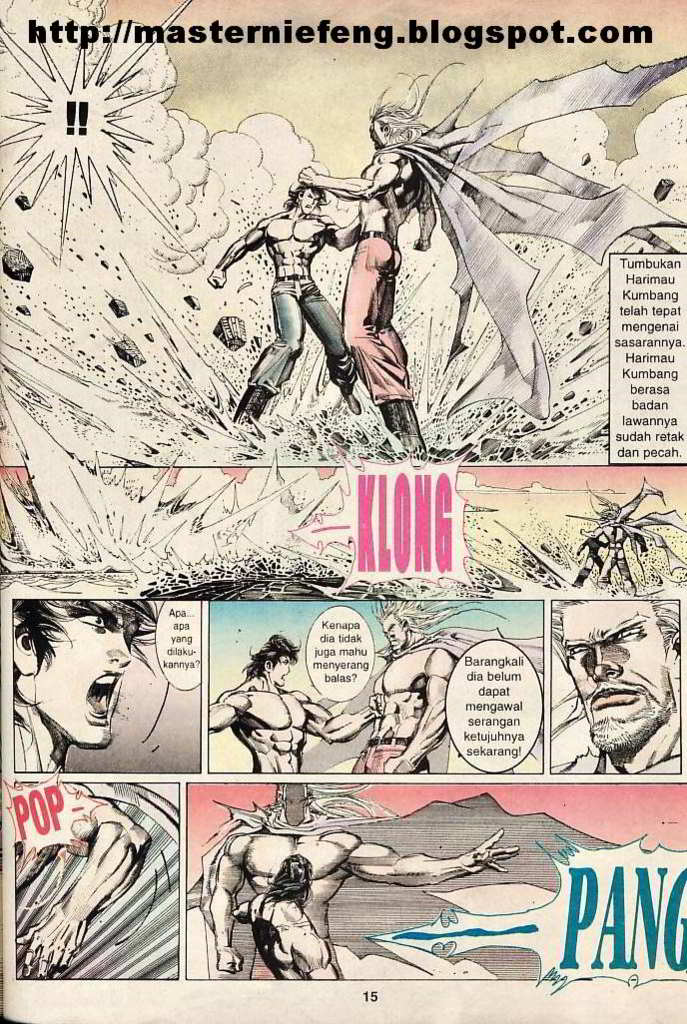 http://masterniefeng.blogspot.com
!!
Tumbukan
Harimau
Kumbang
telah tepat
mengenai
sasarannya.
Harimau
Kumbang
berasa
badan
lawannya
sudah retak
dan pecah.
KLONG
Apa...
apa
yang
dilaku-
kannya?
Kenapa
dia tidak
juga mahu
menyerang
balas?
Barangkali
dia belum
dapat
mengawal
serangan
ketujuhnya
sekarang!
POP
PANG
15